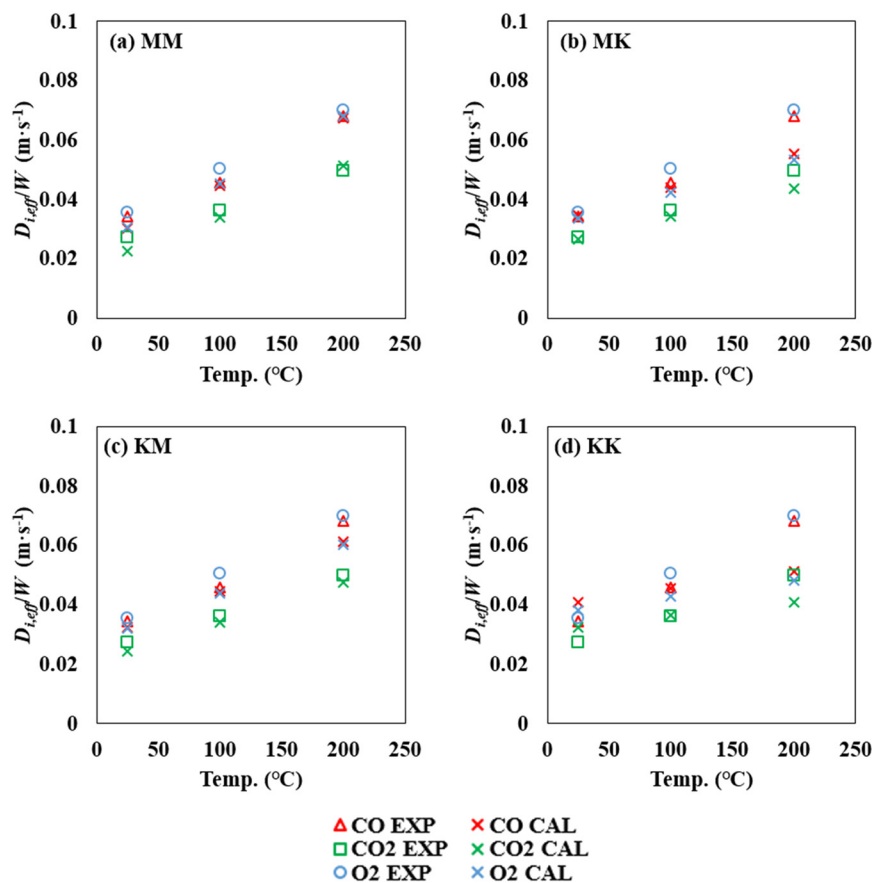 0.1
(a) MM
0.08
0.06
0.04
0.02
0
0 50 100 150 200 250
Temp. (°C)
D_{i,eff}/W (m·s⁻¹)
0.1
(b) MK
0.08
0.06
0.04
0.02
0
0 50 100 150 200 250
Temp. (°C)
D_{i,eff}/W (m·s⁻¹)
0.1
(c) KM
0.08
0.06
0.04
0.02
0
0 50 100 150 200 250
Temp. (°C)
D_{i,eff}/W (m·s⁻¹)
0.1
(d) KK
0.08
0.06
0.04
0.02
0
0 50 100 150 200 250
Temp. (°C)
D_{i,eff}/W (m·s⁻¹)
CO EXP CO CAL
CO2 EXP CO2 CAL
O2 EXP O2 CAL